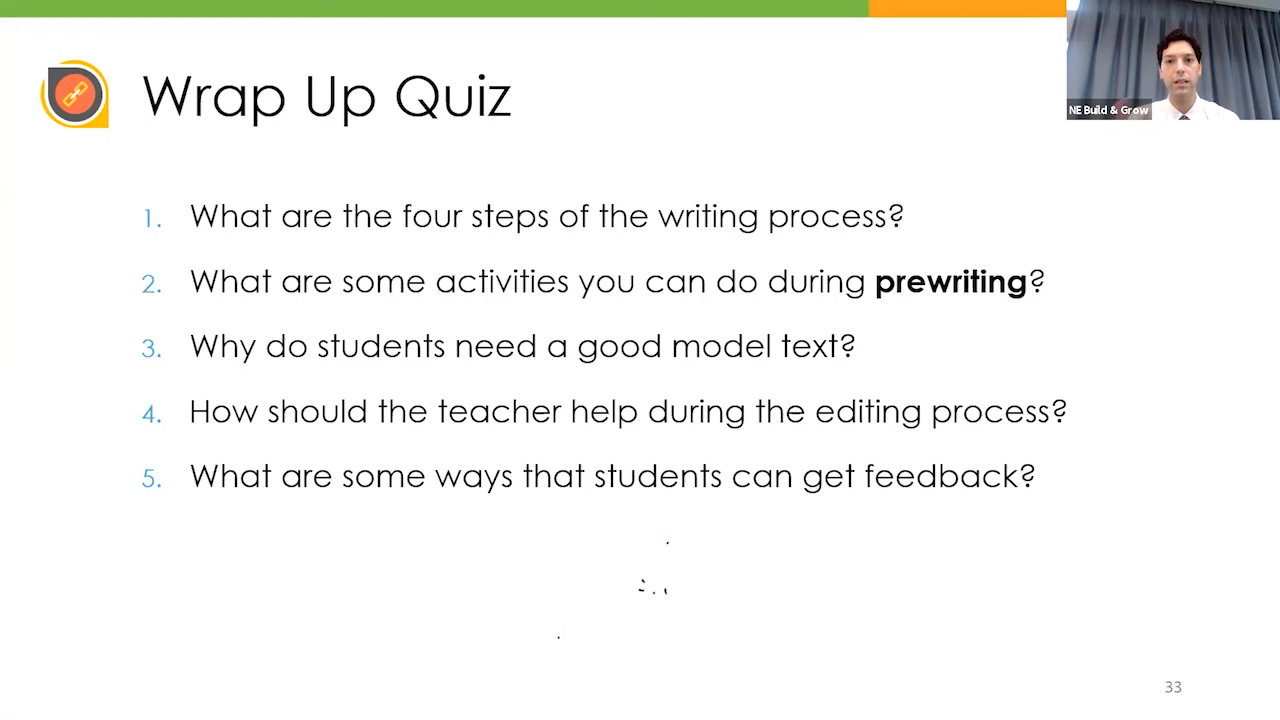 NE Build & Grow
Wrap Up Quiz
1. What are the four steps of the writing process?
2. What are some activities you can do during prewriting?
3. Why do students need a good model text?
4. How should the teacher help during the editing process?
5. What are some ways that students can get feedback?
33